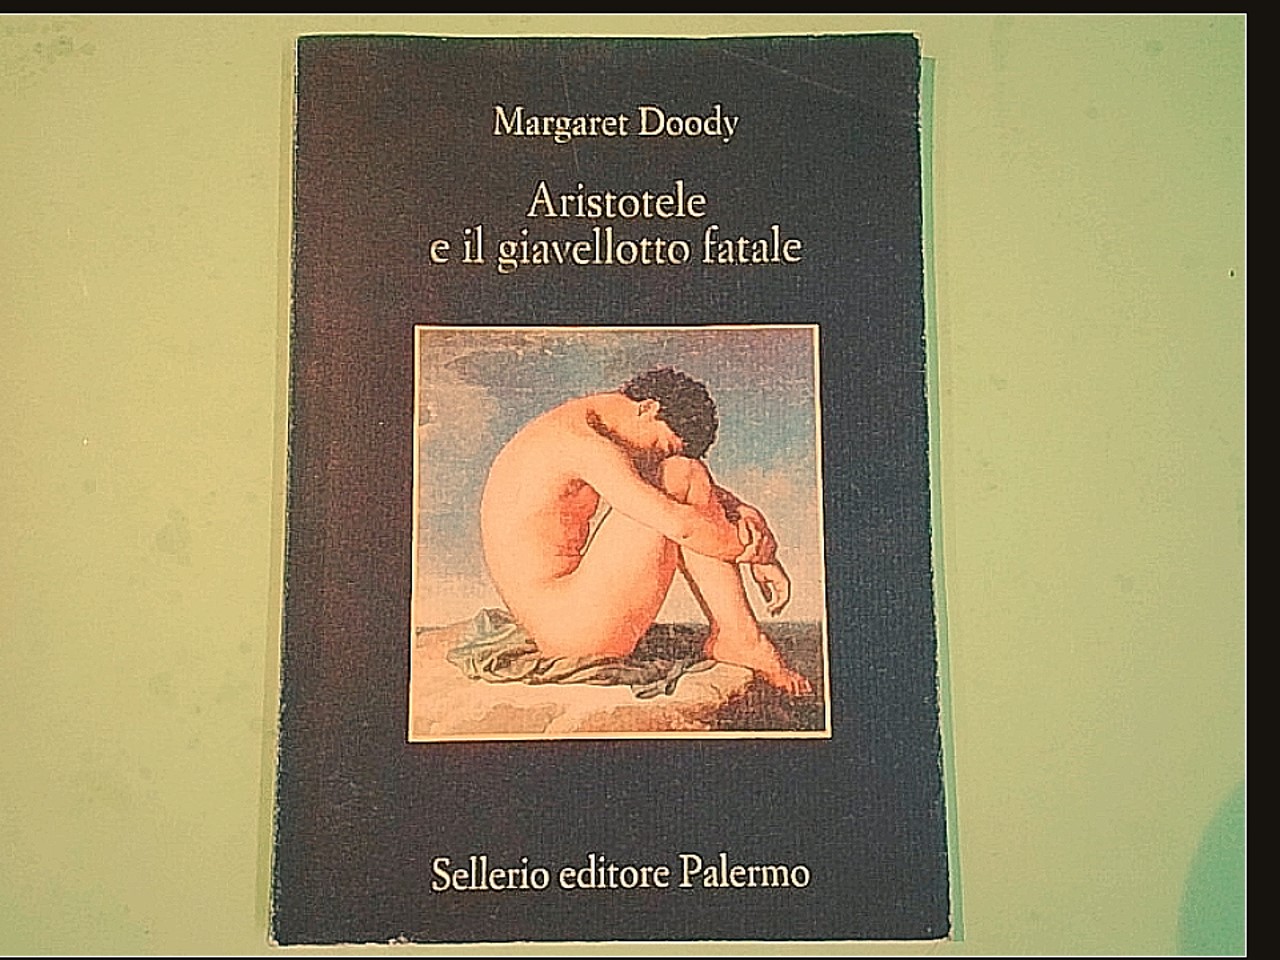 Margaret Doody
Aristotele
e il giavellotto fatale
Sellerio editore Palermo